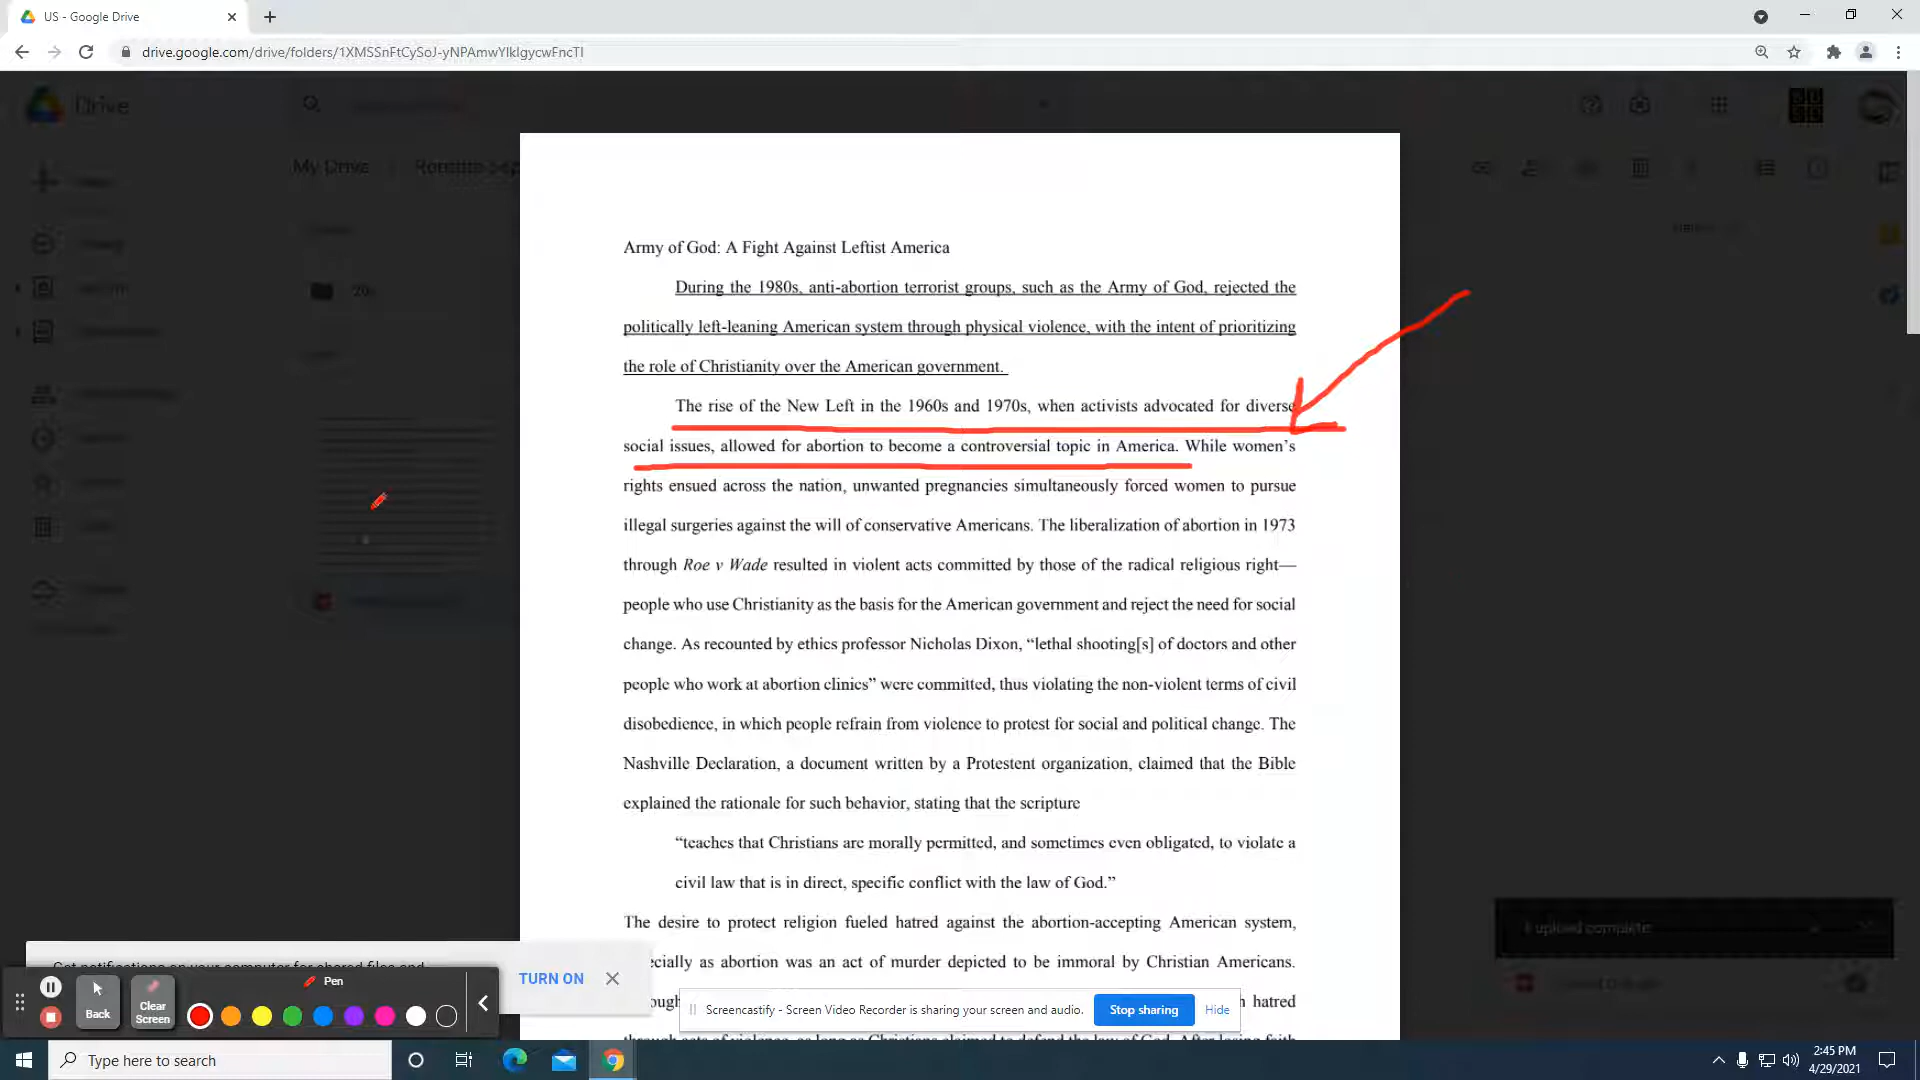 US - Google Drive
drive.google.com/drive/folders/1XMSSnFtCySoJ-yNPAmwYlklgycwFncTl
Drive
My Drive
Army of God: A Fight Against Leftist America
During the 1980s, anti-abortion terrorist groups, such as the Army of God, rejected the
politically left-leaning American system through physical violence, with the intent of prioritizing
the role of Christianity over the American government.
The rise of the New Left in the 1960s and 1970s, when activists advocated for diverse
social issues, allowed for abortion to become a controversial topic in America. While women’s
rights ensued across the nation, unwanted pregnancies simultaneously forced women to pursue
illegal surgeries against the will of conservative Americans. The liberalization of abortion in 1973
through Roe v Wade resulted in violent acts committed by those of the radical religious right—
people who use Christianity as the basis for the American government and reject the need for social
change. As recounted by ethics professor Nicholas Dixon, “lethal shooting[s] of doctors and other
people who work at abortion clinics” were committed, thus violating the non-violent terms of civil
disobedience, in which people refrain from violence to protest for social and political change. The
Nashville Declaration, a document written by a Protestent organization, claimed that the Bible
explained the rationale for such behavior, stating that the scripture
“teaches that Christians are morally permitted, and sometimes even obligated, to violate a
civil law that is in direct, specific conflict with the law of God.”
The desire to protect religion fueled hatred against the abortion-accepting American system,
as abortion was an act of murder depicted to be immoral by Christian Americans.
hatred
1 upload complete
TURN ON
Pen
Back
Clear
Screen
Screencastify - Screen Video Recorder is sharing your screen and audio.
Stop sharing
Hide
Type here to search
2:45 PM
4/29/2021